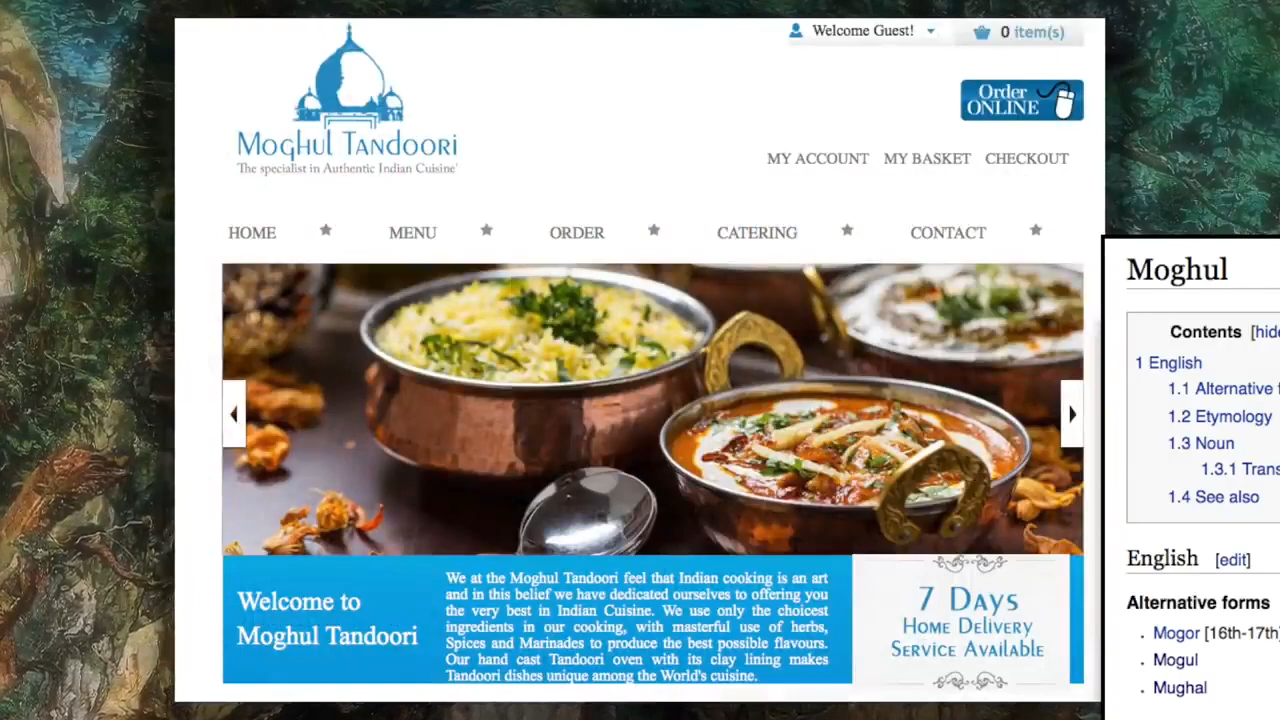 Welcome Guest!
0 item(s)
Order
ONLINE
Moghul Tandoori
The specialist in Authentic Indian Cuisine'
MY ACCOUNT MY BASKET CHECKOUT
HOME MENU ORDER CATERING CONTACT
Welcome to
Moghul Tandoori
We at the Moghul Tandoori feel that Indian cooking is an art
and in this belief we have dedicated ourselves to offering you
the very best in Indian Cuisine. We use only the choicest
ingredients in our cooking, with masterful use of herbs,
Spices and Marinades to produce the best possible flavours.
Our hand cast Tandoori oven with its clay lining makes
Tandoori dishes unique among the World's cuisine.
7 Days
Home Delivery
Service Available
Moghul
Contents [hide
1 English
1.1 Alternative f
1.2 Etymology
1.3 Noun
1.3.1 Trans
1.4 See also
English [edit]
Alternative forms
Mogor [16th-17th
Mogul
Mughal